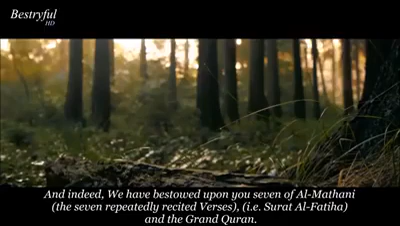 Bestryful
HD
And indeed, We have bestowed upon you seven of Al-Mathani
(the seven repeatedly recited Verses), (i.e. Surat Al-Fatiha)
and the Grand Quran.